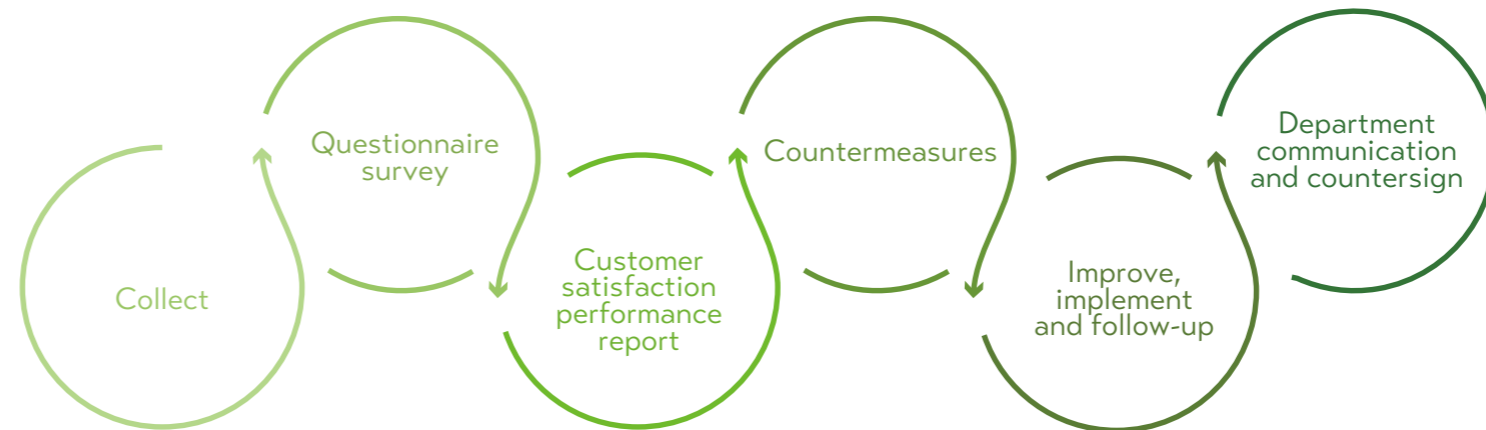 Collect
Questionnaire
survey
Customer
satisfaction
performance
report
Countermeasures
Improve,
implement
and follow-up
Department
communication
and countersign